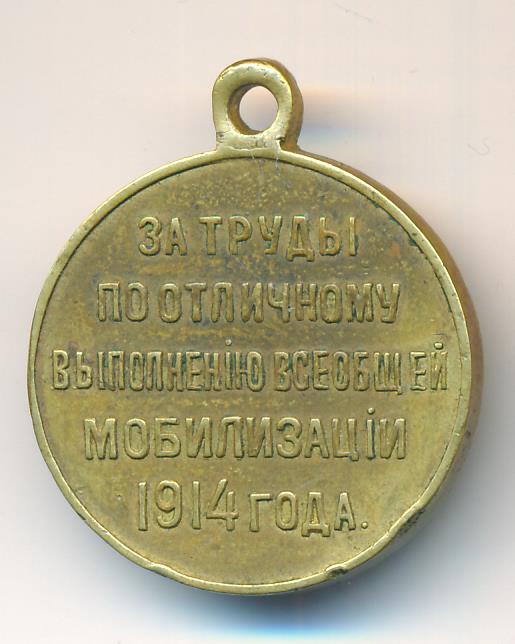 ЗА ТРУДЫ
ПО ОТЛИЧНОМУ
ВЫПОЛНЕНІЮ ВСЕОБЩЕЙ
МОБИЛИЗАЦІИ
1914 ГОДА.